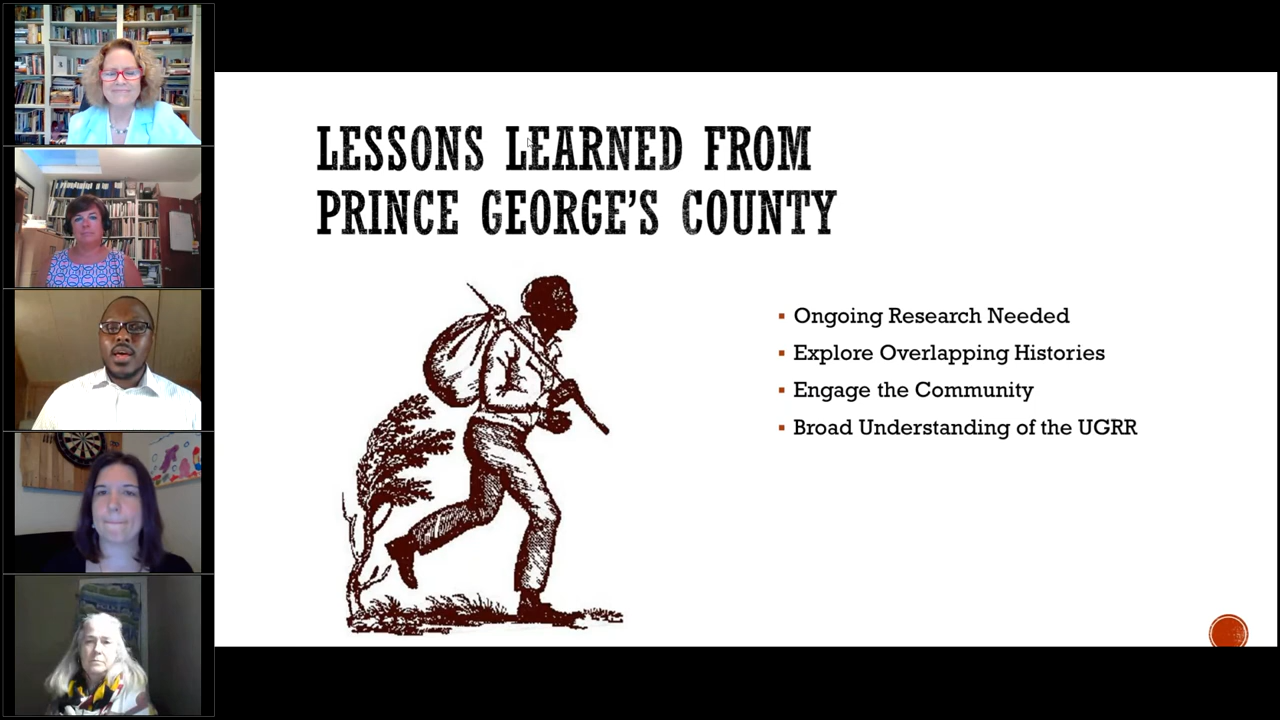 LESSONS LEARNED FROM
PRINCE GEORGE'S COUNTY
Ongoing Research Needed
Explore Overlapping Histories
Engage the Community
Broad Understanding of the UGRR